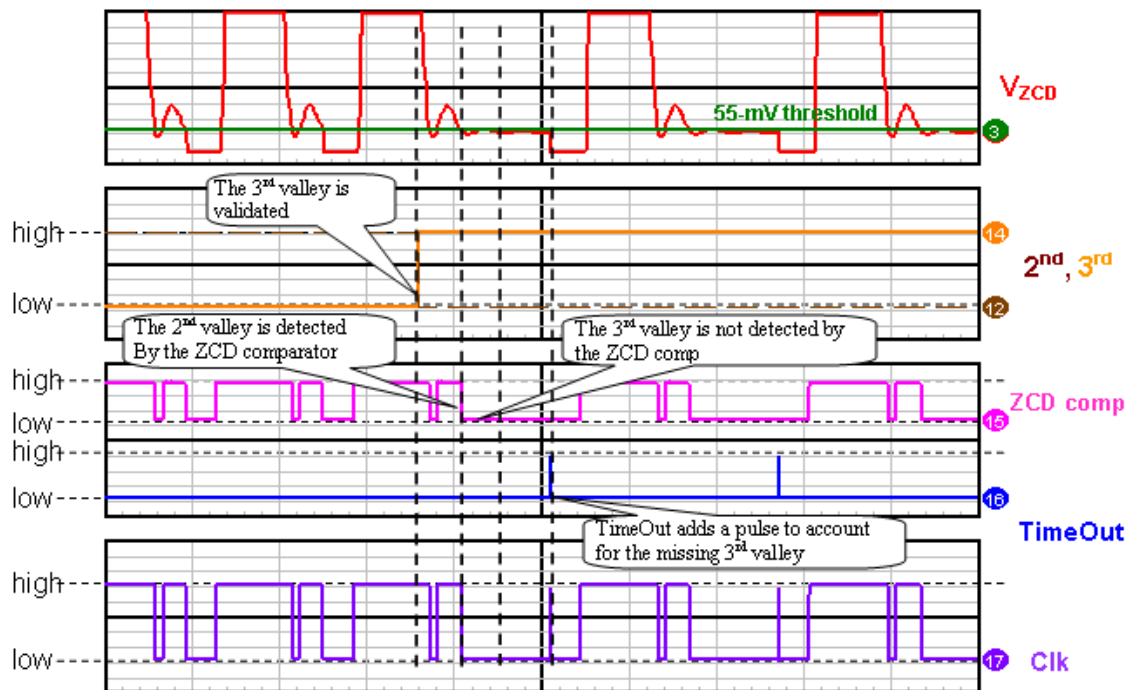 VZCD
55-mV threshold
3
The 3rd valley is
validated
high
14
2nd, 3rd
low
12
The 2nd valley is detected
By the ZCD comparator
The 3rd valley is not detected by
the ZCD comp
high
ZCD comp
low
15
high
low
16
TimeOut adds a pulse to account
for the missing 3rd valley
TimeOut
high
low
17
Clk